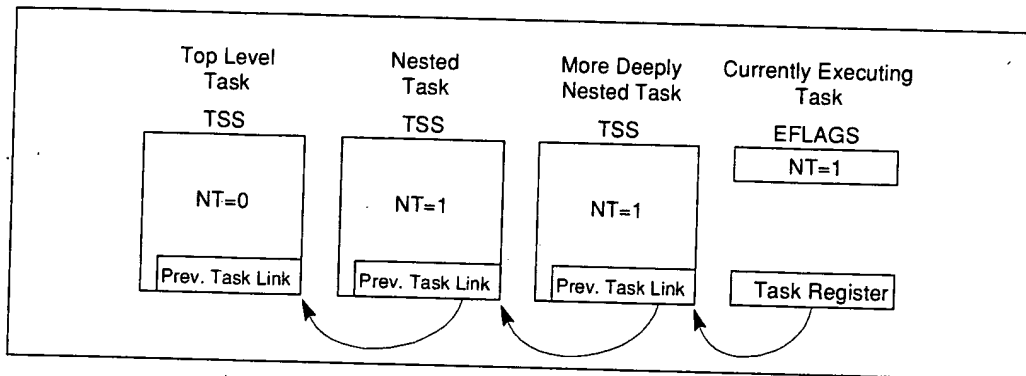 Top Level
Task
TSS
NT=0
Prev. Task Link
Nested
Task
TSS
NT=1
Prev. Task Link
More Deeply
Nested Task
TSS
NT=1
Prev. Task Link
Currently Executing
Task
EFLAGS
NT=1
Task Register